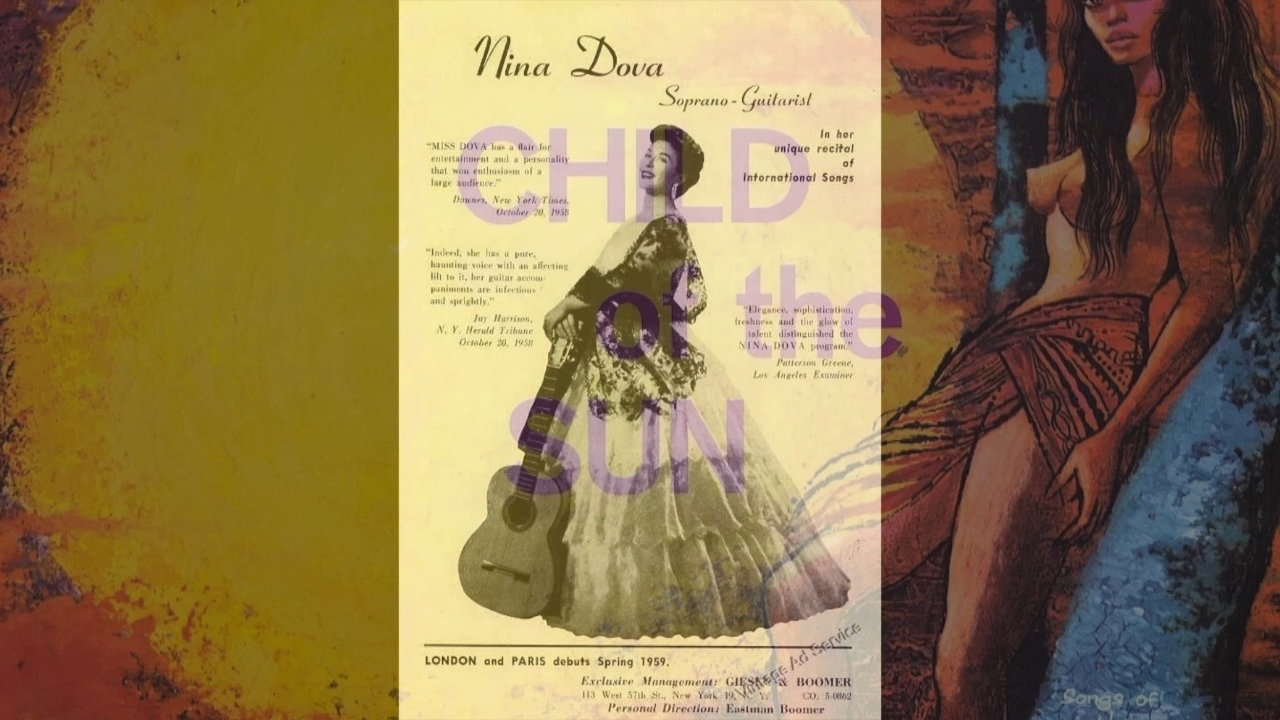 Nina Dova
Soprano-Guitarist
In her
unique recital
of
International Songs
"MISS DOVA has a flair for
entertainment and a personality
that won enthusiasm of a
large audience."
Downes, New York Times,
October 20, 1958
"Indeed, she has a pure,
haunting voice with an affecting
lilt to it, her guitar accom-
paniments are infectious
and sprightly."
Jay Harrison,
N. Y. Herald Tribune
October 20, 1958
"Elegance, sophistication,
freshness and the glow of
talent distinguished the
NINA DOVA program."
Patterson Greene,
Los Angeles Examiner
CHILD
of the
SUN
LONDON and PARIS debuts Spring 1959.
Exclusive Management: GIESEN & BOOMER
113 West 57th St., New York 19, N. Y. CO. 5-0862
Personal Direction: Eastman Boomer
Vintage Ad Service
Songs of